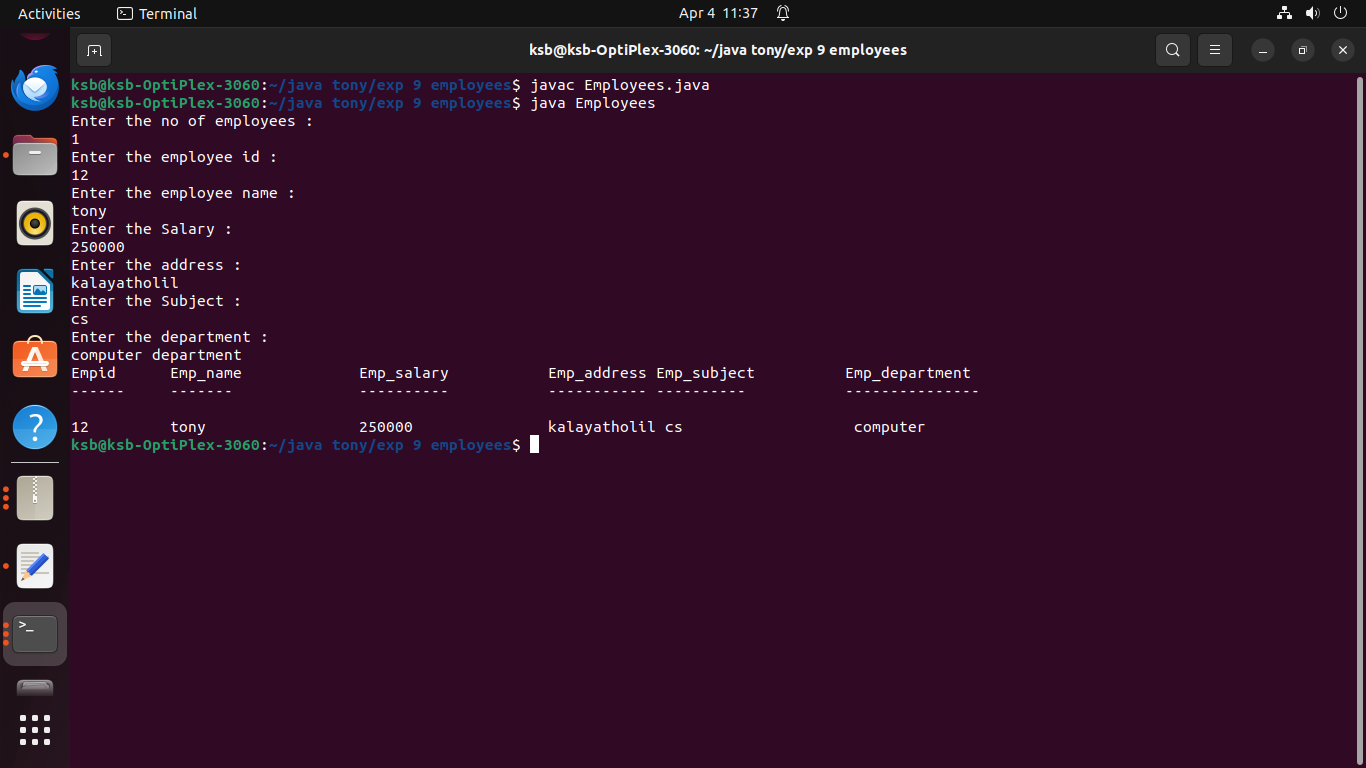 Activities Terminal Apr 4 11:37
ksb@ksb-OptiPlex-3060: ~/java tony/exp 9 employees
ksb@ksb-OptiPlex-3060:~/java tony/exp 9 employees$ javac Employees.java
ksb@ksb-OptiPlex-3060:~/java tony/exp 9 employees$ java Employees
Enter the no of employees :
1
Enter the employee id :
12
Enter the employee name :
tony
Enter the Salary :
250000
Enter the address :
kalayatholil
Enter the Subject :
cs
Enter the department :
computer department
Empid      Emp_name             Emp_salary           Emp_address Emp_subject          Emp_department
------     -------              ----------           ----------- ----------           ---------------
12         tony                 250000               kalayatholil cs                   computer
ksb@ksb-OptiPlex-3060:~/java tony/exp 9 employees$